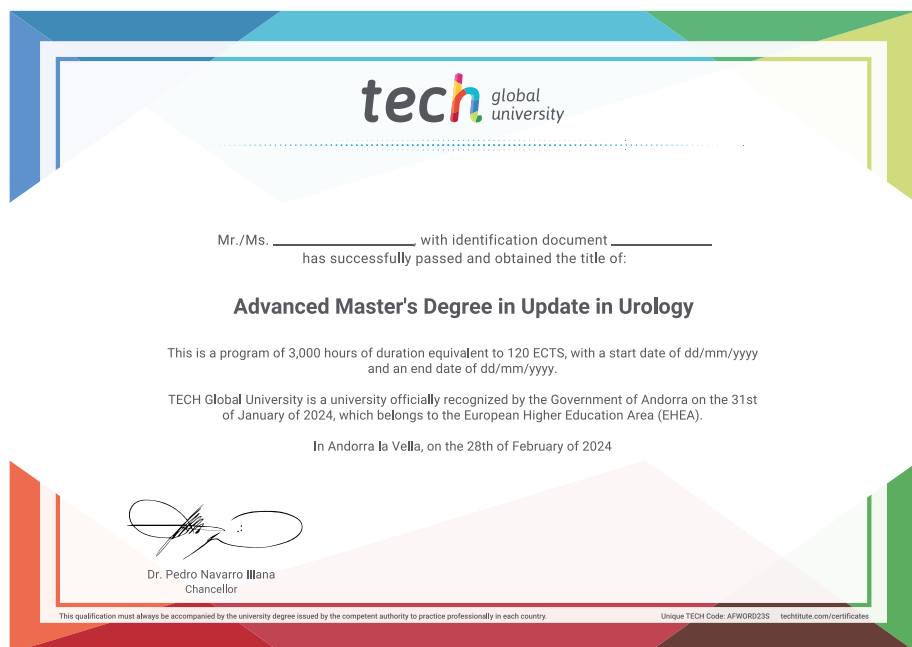 tech global university
Mr./Ms. ____________________, with identification document ______________
has successfully passed and obtained the title of:
Advanced Master's Degree in Update in Urology
This is a program of 3,000 hours of duration equivalent to 120 ECTS, with a start date of dd/mm/yyyy
and an end date of dd/mm/yyyy.
TECH Global University is a university officially recognized by the Government of Andorra on the 31st
of January of 2024, which belongs to the European Higher Education Area (EHEA).
In Andorra la Vella, on the 28th of February of 2024
Dr. Pedro Navarro Illana
Chancellor
This qualification must always be accompanied by the university degree issued by the competent authority to practice professionally in each country.
Unique TECH Code: AFWORD23S techtitute.com/certificates